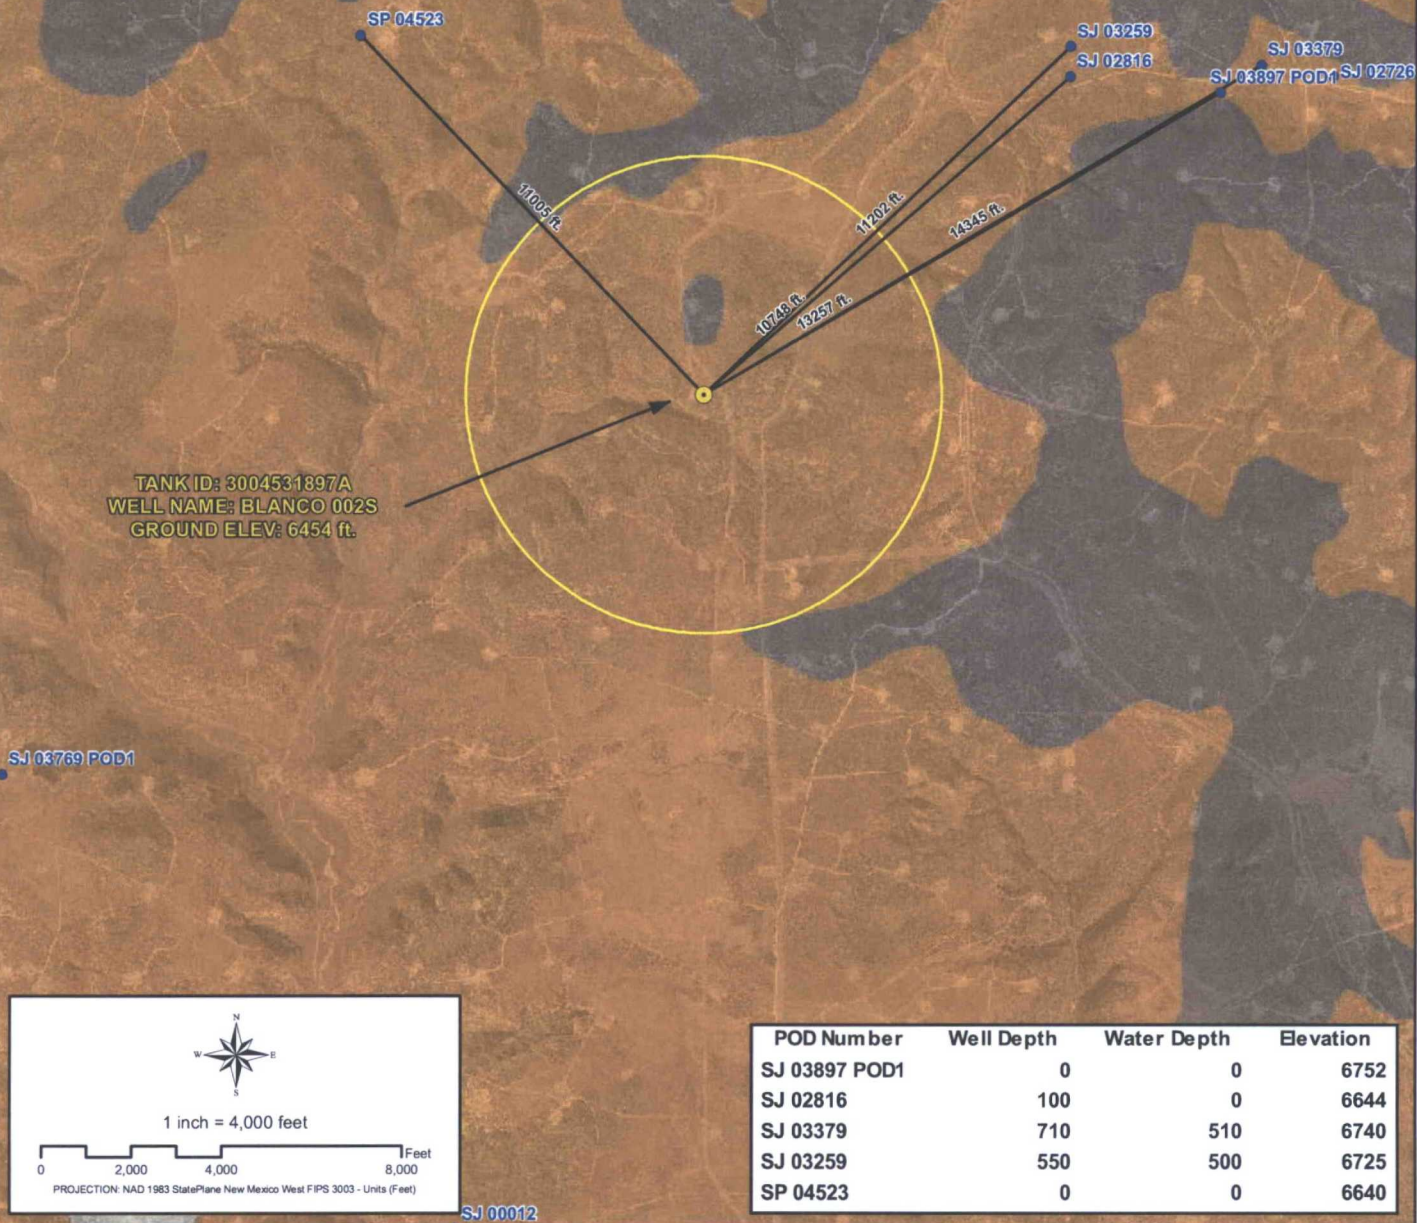 SP 04523
SJ 03259
SJ 02816
SJ 03379
SJ 03897 POD1
SJ 02726
11005 ft.
11202 ft.
14345 ft.
10748 ft.
13257 ft.
TANK ID: 3004531897A
WELL NAME: BLANCO 002S
GROUND ELEV: 6454 ft.
SJ 03769 POD1
N
W E
S
1 inch = 4,000 feet
Feet
0 2,000 4,000 8,000
PROJECTION: NAD 1983 StatePlane New Mexico West FIPS 3003 - Units (Feet)
SJ 00012
POD Number Well Depth Water Depth Elevation
SJ 03897 POD1 0 0 6752
SJ 02816 100 0 6644
SJ 03379 710 510 6740
SJ 03259 550 500 6725
SP 04523 0 0 6640